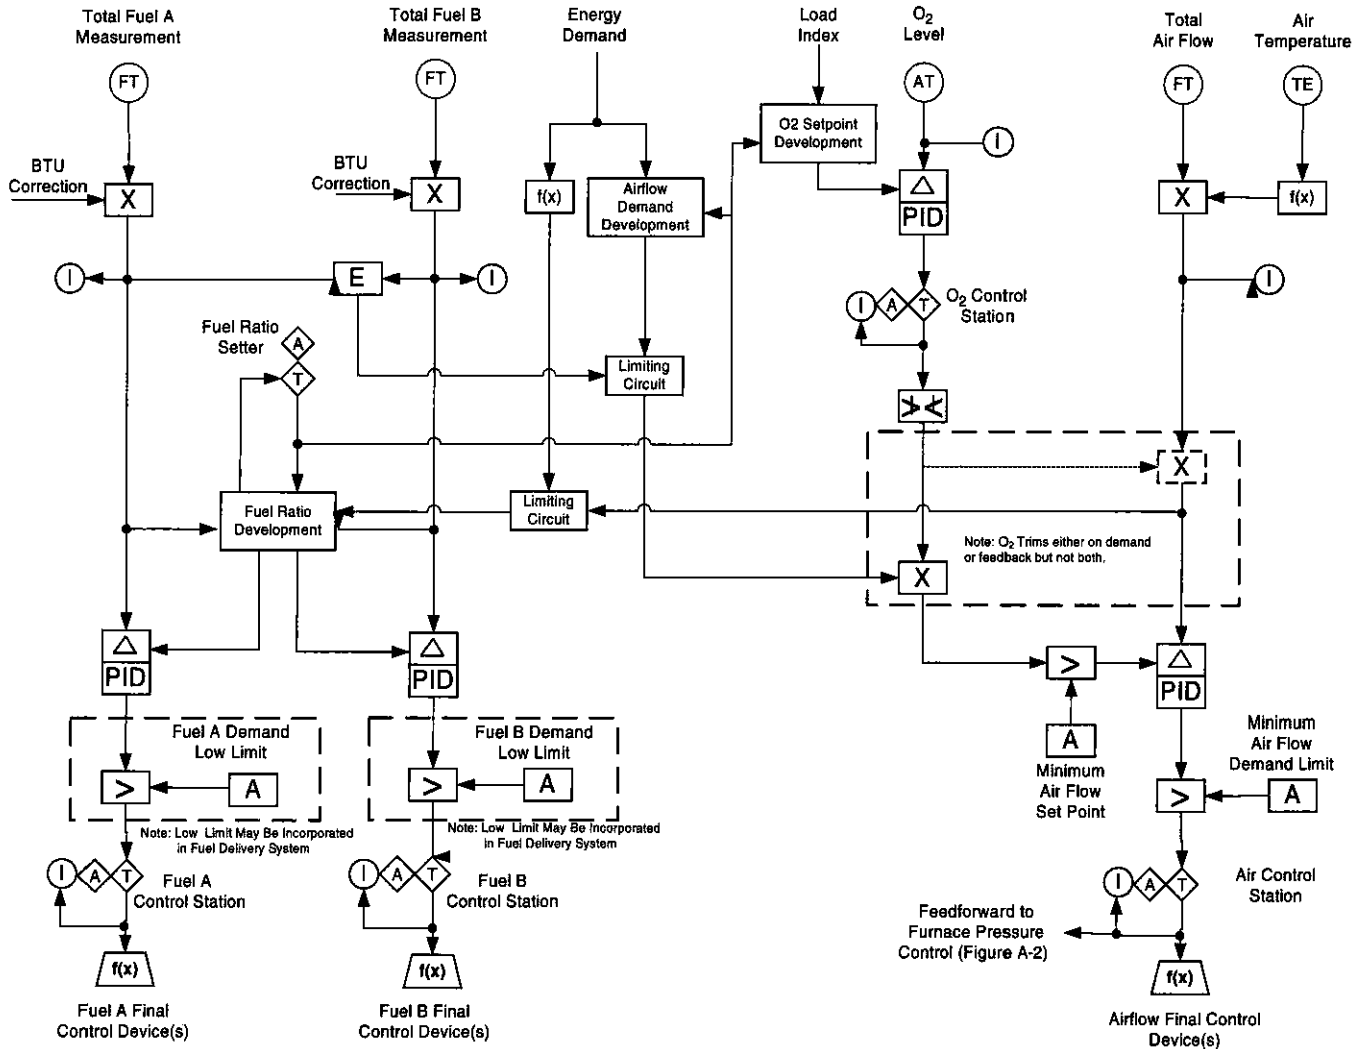 Total Fuel A
Measurement
Total Fuel B
Measurement
Energy
Demand
Load
Index
O2
Level
Total
Air Flow
Air
Temperature
FT
FT
AT
FT
TE
O2 Setpoint
Development
I
BTU
Correction
X
BTU
Correction
X
f(x)
Airflow
Demand
Development
△
PID
X
f(x)
I
E
I
I
Fuel Ratio
Setter
A
T
I
A
T
O2 Control
Station
Limiting
Circuit
X
Fuel Ratio
Development
Limiting
Circuit
Note: O2 Trims either on demand
or feedback but not both.
X
△
PID
△
PID
>
△
PID
Fuel A Demand
Low Limit
>
A
Fuel B Demand
Low Limit
>
A
A
Minimum
Air Flow
Set Point
Minimum
Air Flow
Demand Limit
>
A
Note: Low Limit May Be Incorporated
in Fuel Delivery System
Note: Low Limit May Be Incorporated
in Fuel Delivery System
I
A
T
Fuel A
Control Station
I
A
T
Fuel B
Control Station
I
A
T
Air Control
Station
Feedforward to
Furnace Pressure
Control (Figure A-2)
f(x)
f(x)
f(x)
Fuel A Final
Control Device(s)
Fuel B Final
Control Device(s)
Airflow Final Control
Device(s)